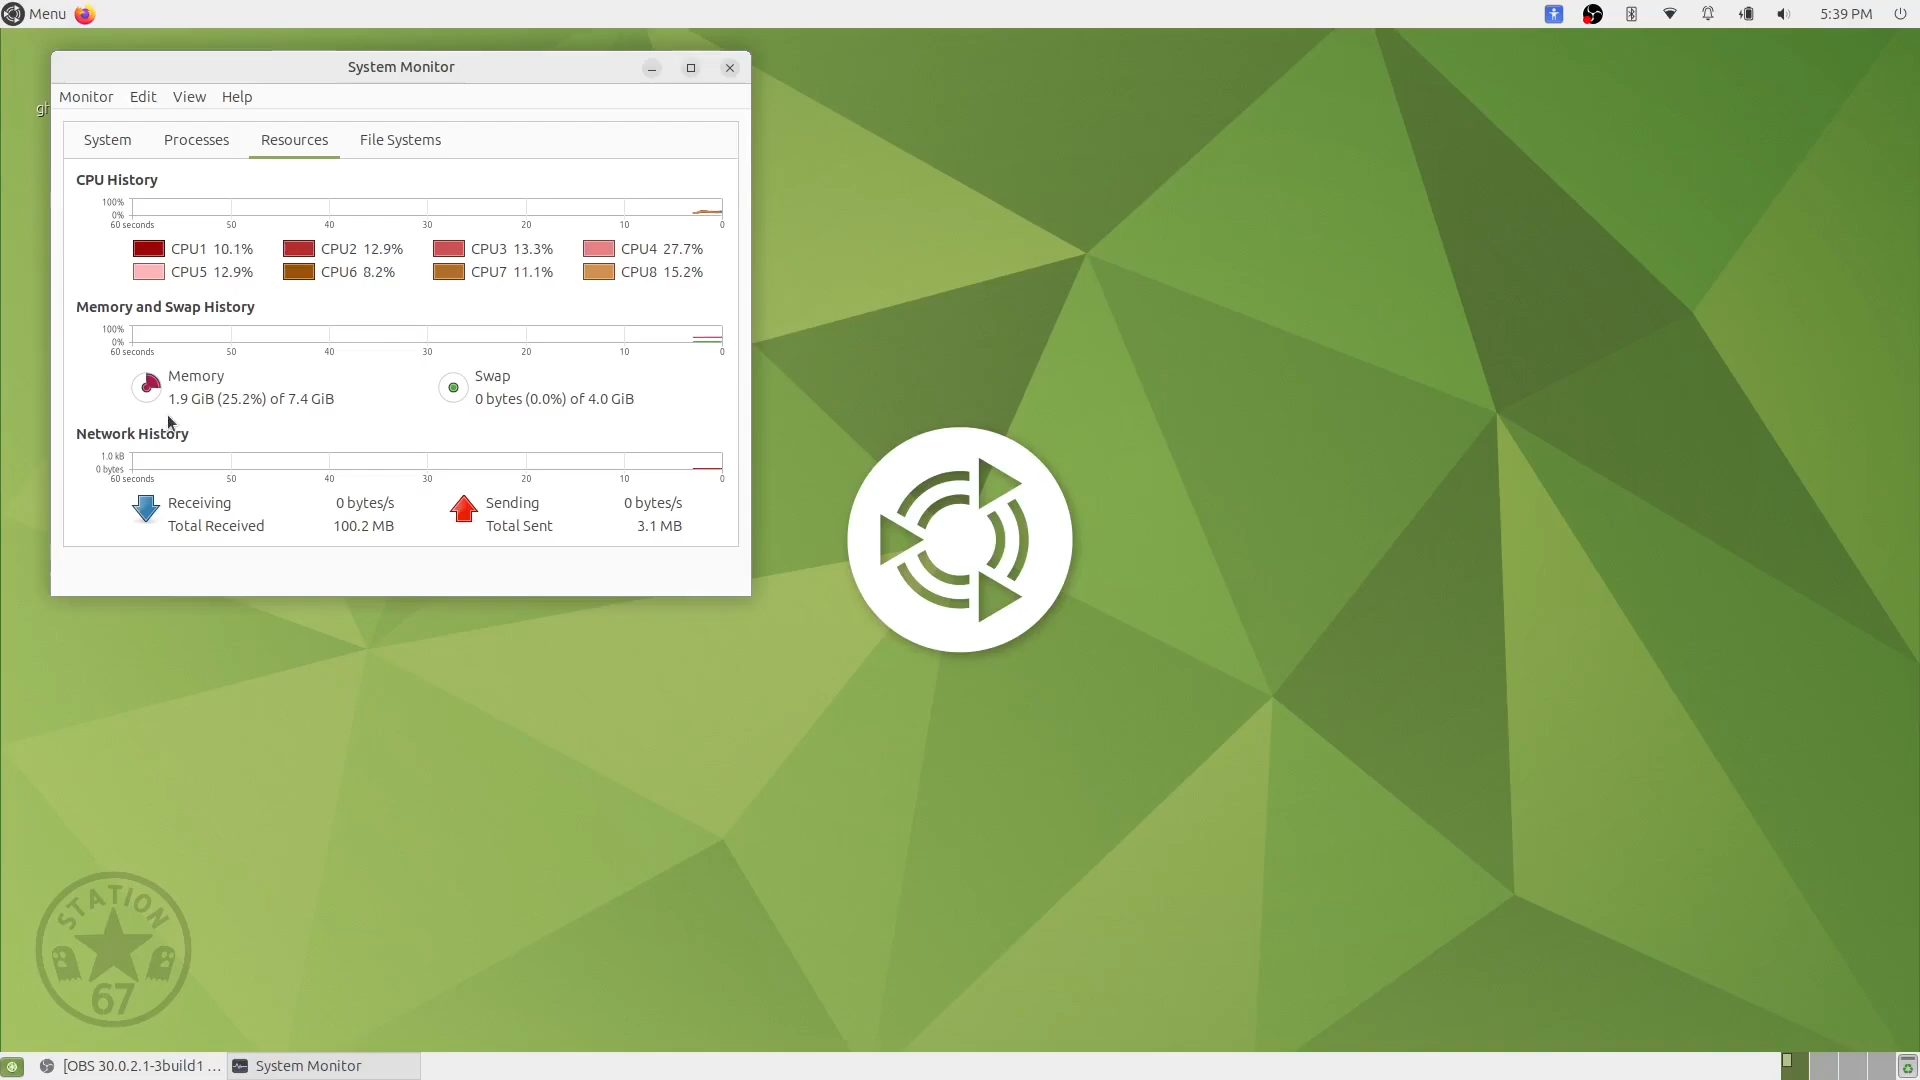 Menu
5:39 PM
gh
System Monitor
Monitor Edit View Help
System Processes Resources File Systems
CPU History
100%
0%
60 seconds 50 40 30 20 10 0
CPU1 10.1% CPU2 12.9% CPU3 13.3% CPU4 27.7%
CPU5 12.9% CPU6 8.2% CPU7 11.1% CPU8 15.2%
Memory and Swap History
100%
0%
60 seconds 50 40 30 20 10 0
Memory Swap
1.9 GiB (25.2%) of 7.4 GiB 0 bytes (0.0%) of 4.0 GiB
Network History
1.0 kB
0 bytes
60 seconds 50 40 30 20 10 0
Receiving 0 bytes/s Sending 0 bytes/s
Total Received 100.2 MB Total Sent 3.1 MB
STATION
67
[OBS 30.0.2.1-3build1 ... System Monitor